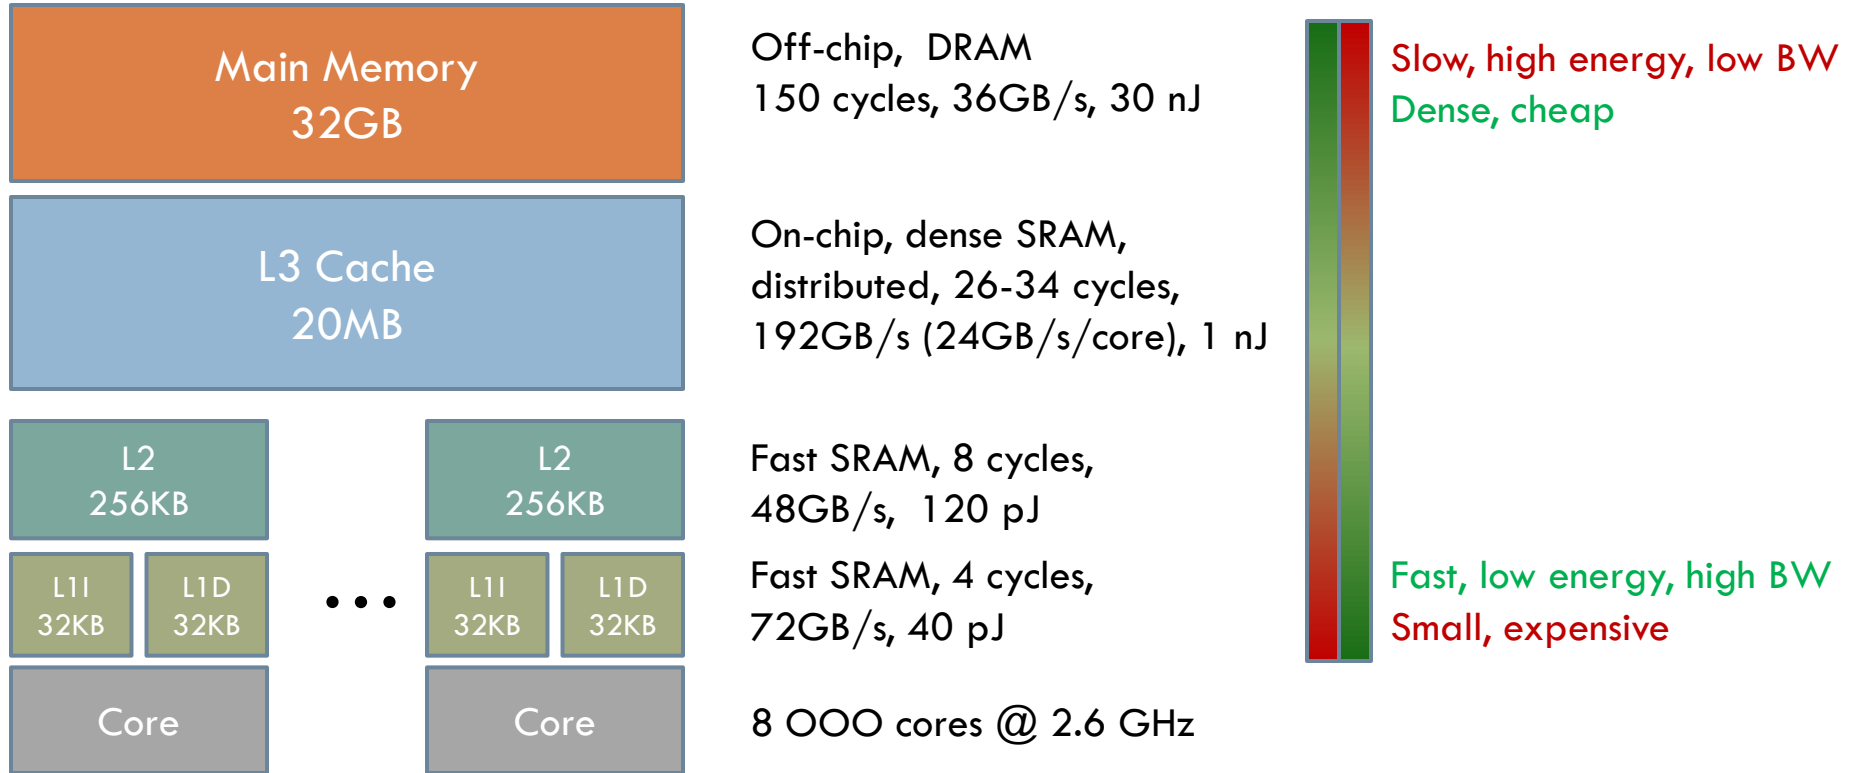 Main Memory
32GB
Off-chip, DRAM
150 cycles, 36GB/s, 30 nJ
Slow, high energy, low BW
Dense, cheap
L3 Cache
20MB
On-chip, dense SRAM,
distributed, 26-34 cycles,
192GB/s (24GB/s/core), 1 nJ
L2
256KB
L2
256KB
Fast SRAM, 8 cycles,
48GB/s, 120 pJ
L1I
32KB
L1D
32KB
...
L1I
32KB
L1D
32KB
Fast SRAM, 4 cycles,
72GB/s, 40 pJ
Fast, low energy, high BW
Small, expensive
Core
Core
8 OOO cores @ 2.6 GHz